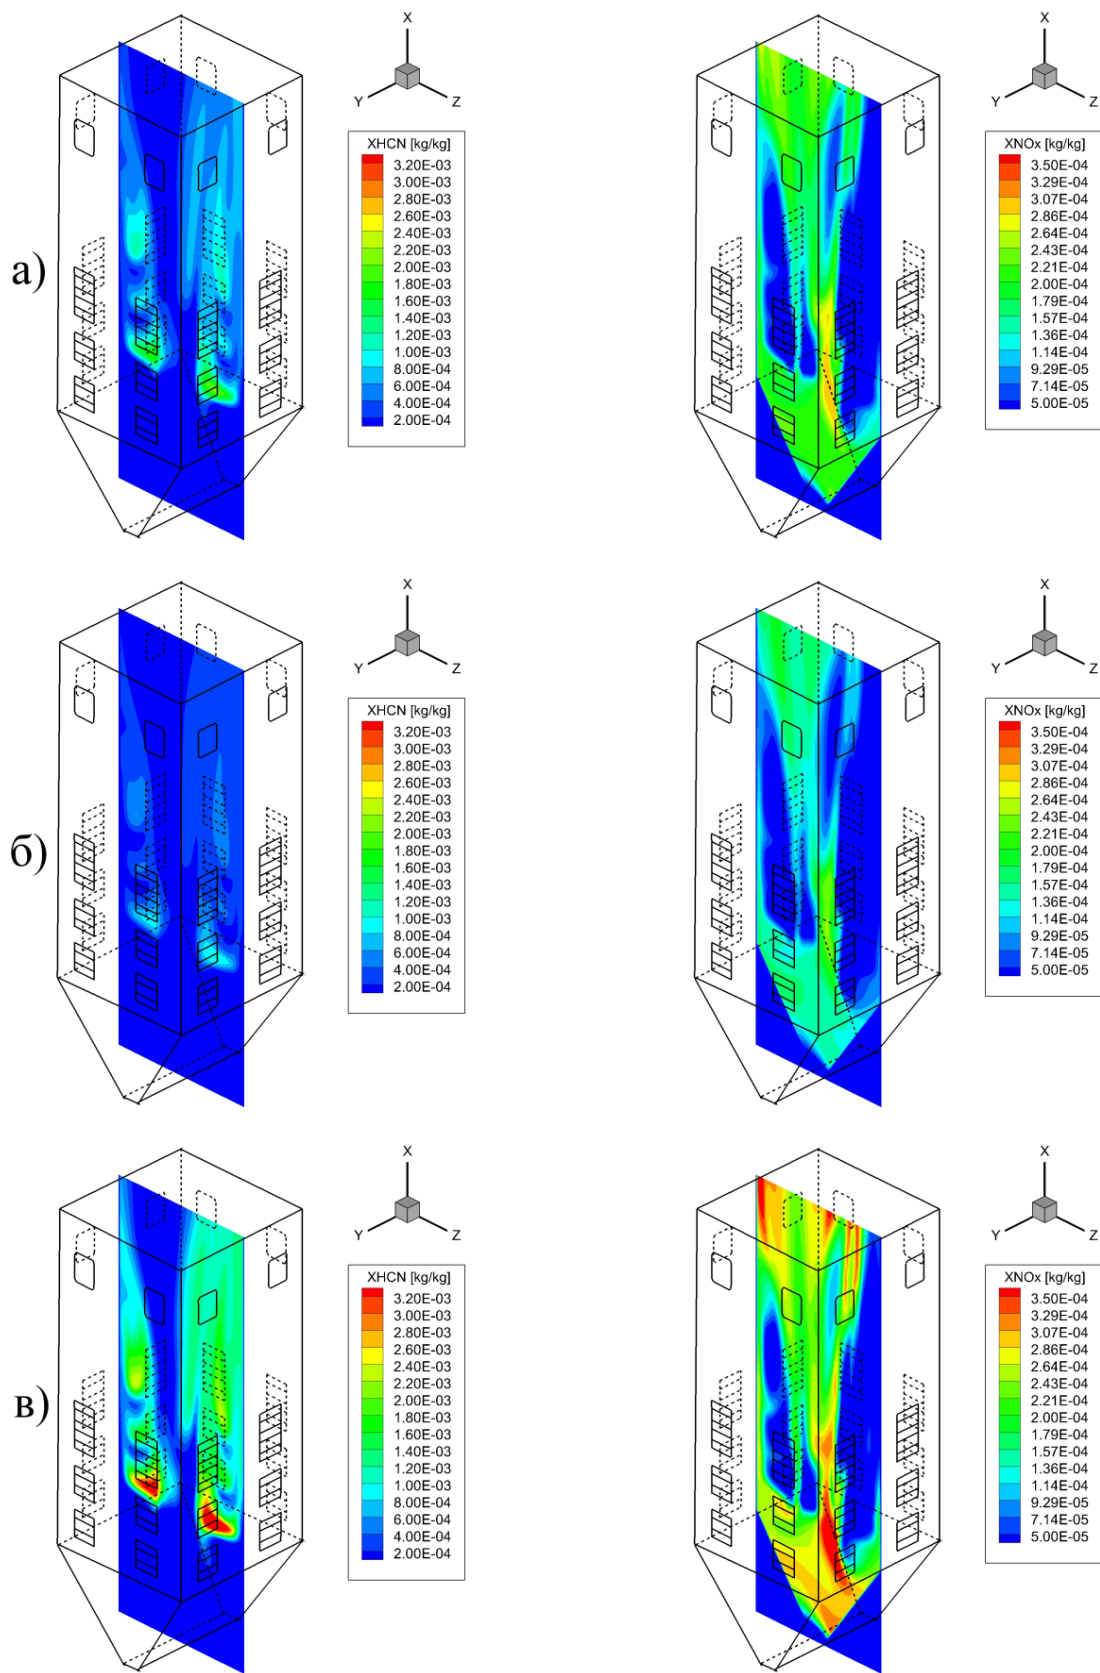 X
Y
Z
XHCN [kg/kg]
3.20E-03
3.00E-03
2.80E-03
2.60E-03
2.40E-03
2.20E-03
2.00E-03
1.80E-03
1.60E-03
1.40E-03
1.20E-03
1.00E-03
8.00E-04
6.00E-04
4.00E-04
2.00E-04
X
Y
Z
XNOx [kg/kg]
3.50E-04
3.29E-04
3.07E-04
2.86E-04
2.64E-04
2.43E-04
2.21E-04
2.00E-04
1.79E-04
1.57E-04
1.36E-04
1.14E-04
9.29E-05
7.14E-05
5.00E-05
а)
X
Y
Z
XHCN [kg/kg]
3.20E-03
3.00E-03
2.80E-03
2.60E-03
2.40E-03
2.20E-03
2.00E-03
1.80E-03
1.60E-03
1.40E-03
1.20E-03
1.00E-03
8.00E-04
6.00E-04
4.00E-04
2.00E-04
X
Y
Z
XNOx [kg/kg]
3.50E-04
3.29E-04
3.07E-04
2.86E-04
2.64E-04
2.43E-04
2.21E-04
2.00E-04
1.79E-04
1.57E-04
1.36E-04
1.14E-04
9.29E-05
7.14E-05
5.00E-05
б)
X
Y
Z
XHCN [kg/kg]
3.20E-03
3.00E-03
2.80E-03
2.60E-03
2.40E-03
2.20E-03
2.00E-03
1.80E-03
1.60E-03
1.40E-03
1.20E-03
1.00E-03
8.00E-04
6.00E-04
4.00E-04
2.00E-04
X
Y
Z
XNOx [kg/kg]
3.50E-04
3.29E-04
3.07E-04
2.86E-04
2.64E-04
2.43E-04
2.21E-04
2.00E-04
1.79E-04
1.57E-04
1.36E-04
1.14E-04
9.29E-05
7.14E-05
5.00E-05
в)